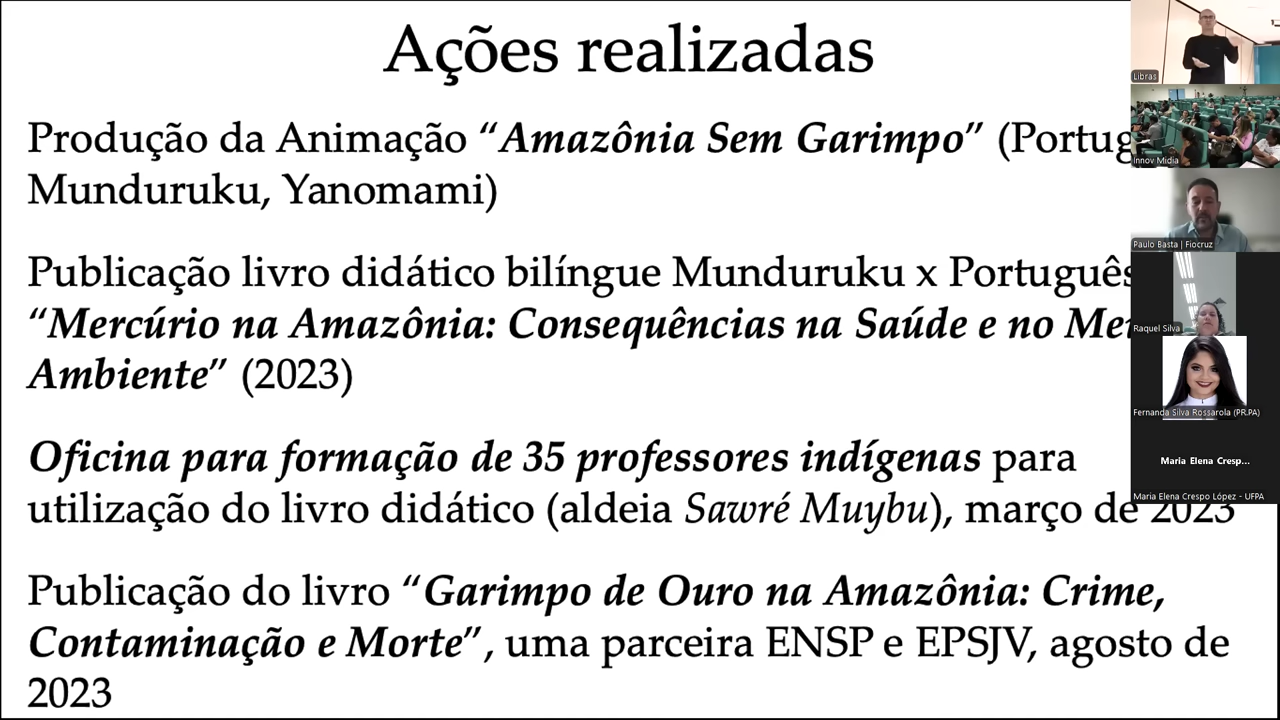 Ações realizadas
Produção da Animação “Amazônia Sem Garimpo” (
Munduruku, Yanomami)
Publicação livro didático bilíngue Munduruku x Português
“Mercúrio na Amazônia: Consequências na Saúde e no
Ambiente” (2023)
Oficina para formação de 35 professores indígenas para
utilização do livro didático (aldeia Sawré Muybu), março de 2023
Publicação do livro “Garimpo de Ouro na Amazônia: Crime,
Contaminação e Morte”, uma parceira ENSP e EPSJV, agosto de
2023
Libras
Innov Midia
Paulo Basta | Fiocruz
Raquel Silva
Fernanda Silva Rossarola (PR.PA)
Maria Elena Cresp...
Maria Elena Crespo López - UFPA